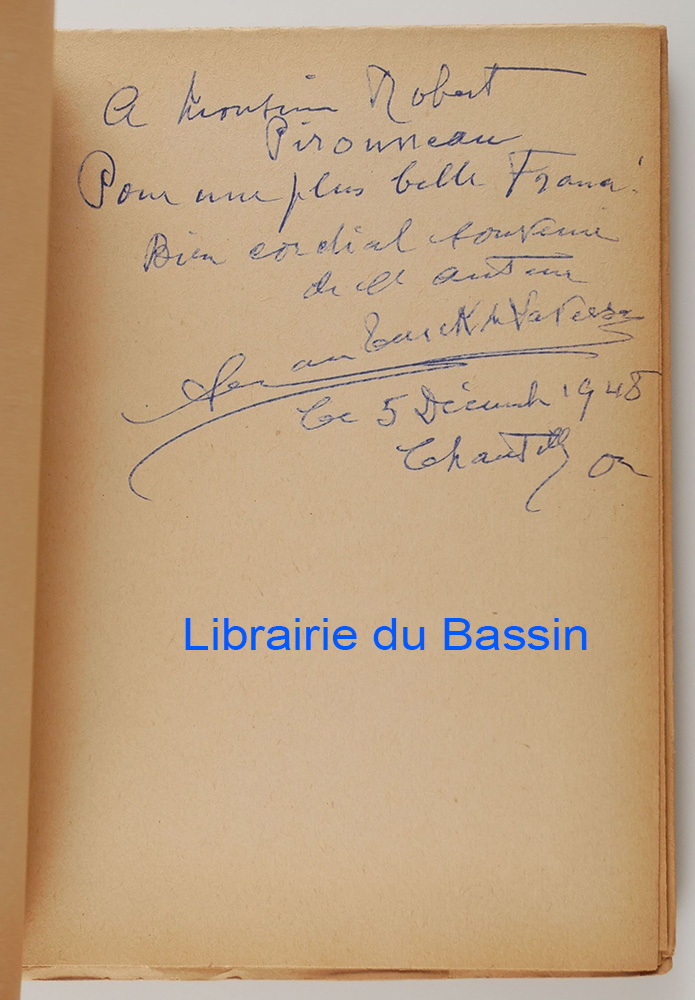 A Monsieur Robert
Pironneau
Pour une plus belle France!
Bien cordial souvenir
de l'auteur
Le 5 Décembre 1948
Chantilly
Librairie du Bassin